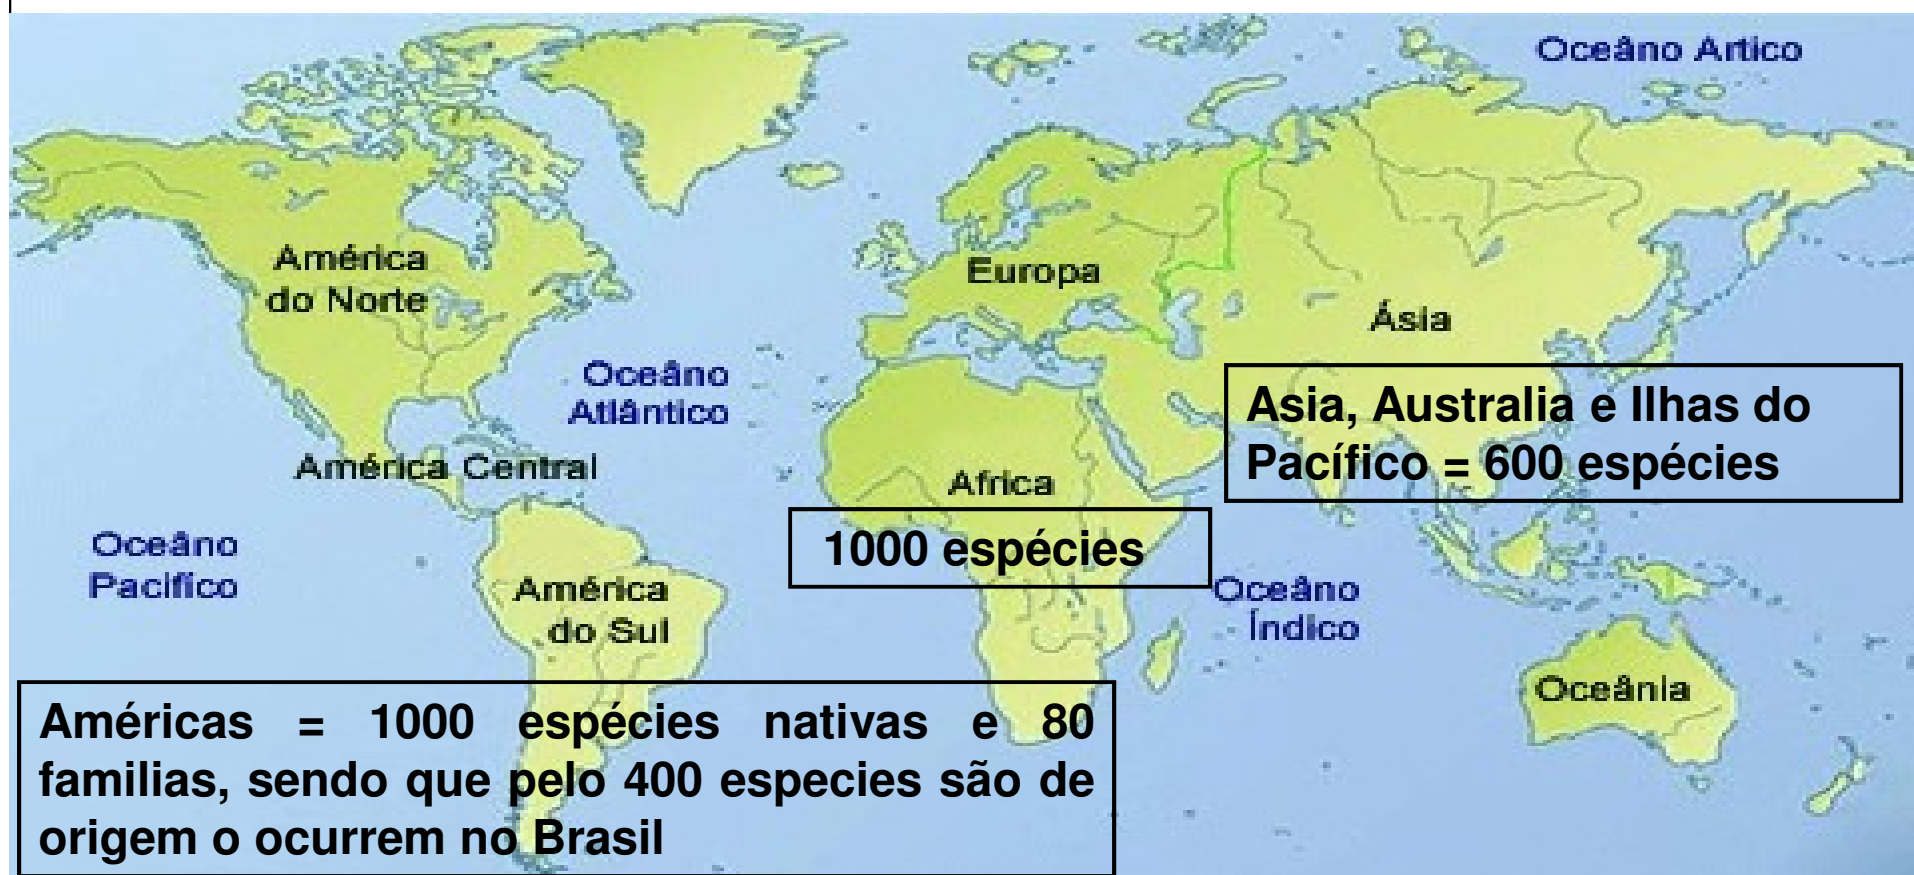 Oceâno Artico
América
do Norte
Europa
Ásia
Oceâno
Atlântico
Asia, Australia e Ilhas do
Pacífico = 600 espécies
América Central
Africa
1000 espécies
Oceâno
Pacifico
América
do Sul
Oceâno
Índico
Oceânia
Américas = 1000 espécies nativas e 80
familias, sendo que pelo 400 especies são de
origem o ocurrem no Brasil